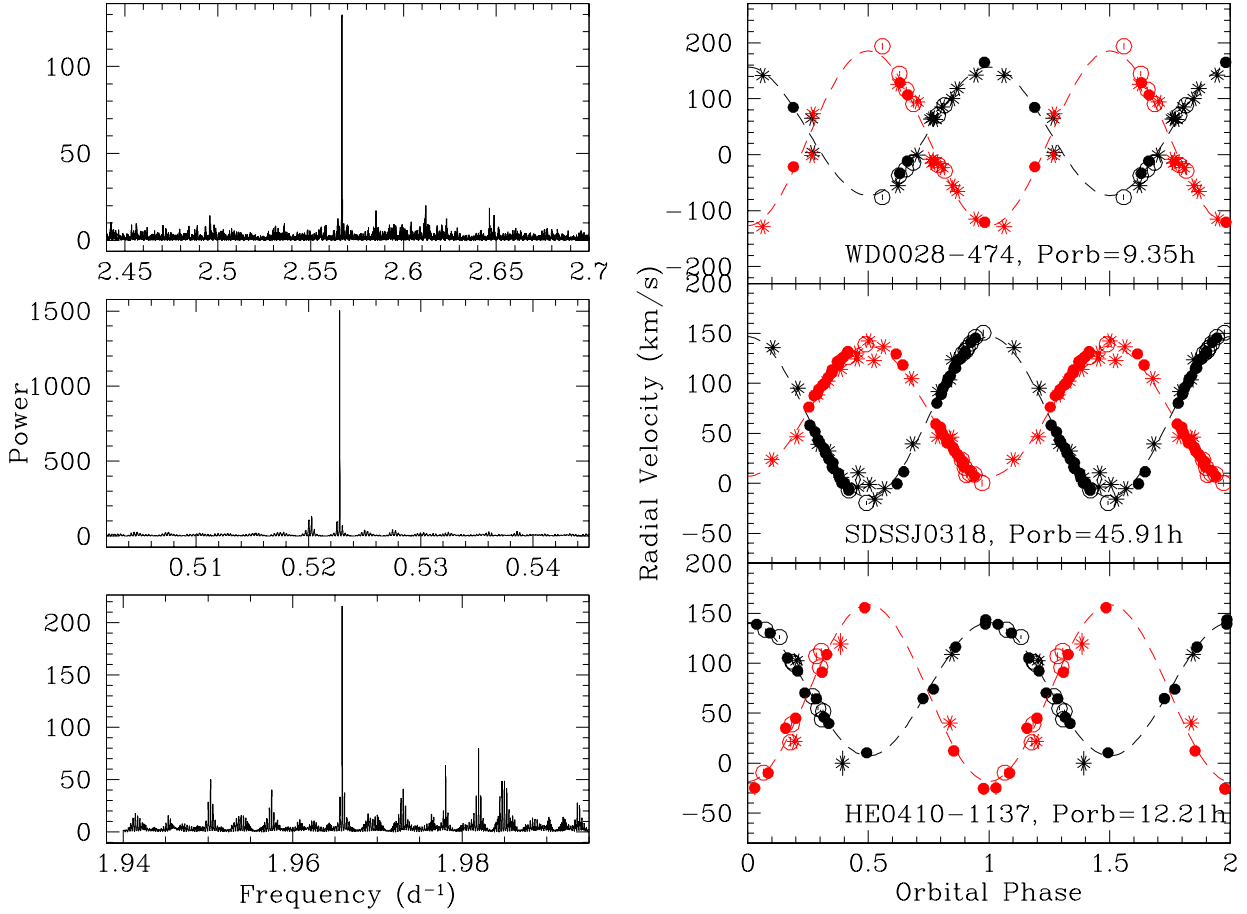 100
50
0
2.45 2.5 2.55 2.6 2.65 2.7
1500
1000
500
0
0.51 0.52 0.53 0.54
200
150
100
50
0
1.94 1.96 1.98
Power
Frequency (d⁻¹)
200
100
0
−100
−200
WD0028−474, Porb=9.35h
200
150
100
50
0
−50
SDSSJ0318, Porb=45.91h
200
150
100
50
0
−50
HE0410−1137, Porb=12.21h
0 0.5 1 1.5 2
Radial Velocity (km/s)
Orbital Phase